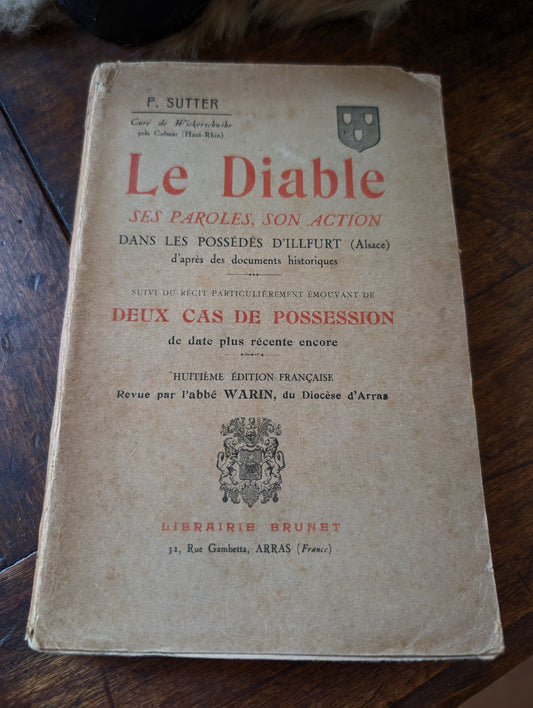 P. SUTTER
Curé de Wickerschwihr
près Colmar (Haut-Rhin)
Le Diable
SES PAROLES, SON ACTION
DANS LES POSSÉDÉS D'ILLFURT (Alsace)
d'après des documents historiques
SUIVI DU RÉCIT PARTICULIÈREMENT ÉMOUVANT DE
DEUX CAS DE POSSESSION
de date plus récente encore
HUITIÈME ÉDITION FRANÇAISE
Revue par l'abbé WARIN, du Diocèse d'Arras
LIBRAIRIE BRUNET
32, Rue Gambetta, ARRAS (France)